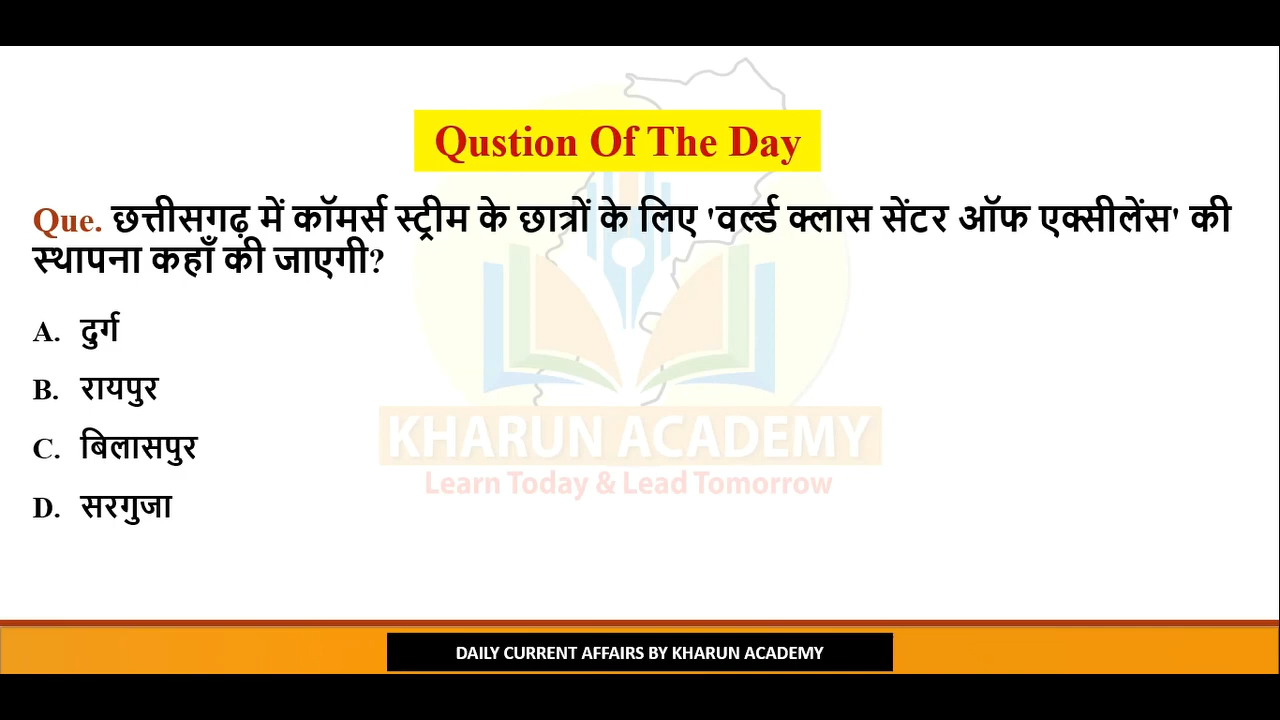 Qustion Of The Day
Que. छत्तीसगढ़ में कॉमर्स स्ट्रीम के छात्रों के लिए 'वर्ल्ड क्लास सेंटर ऑफ एक्सीलेंस' की
स्थापना कहाँ की जाएगी?
A. दुर्ग
B. रायपुर
C. बिलासपुर
D. सरगुजा
KHARUN ACADEMY
Learn Today & Lead Tomorrow
DAILY CURRENT AFFAIRS BY KHARUN ACADEMY